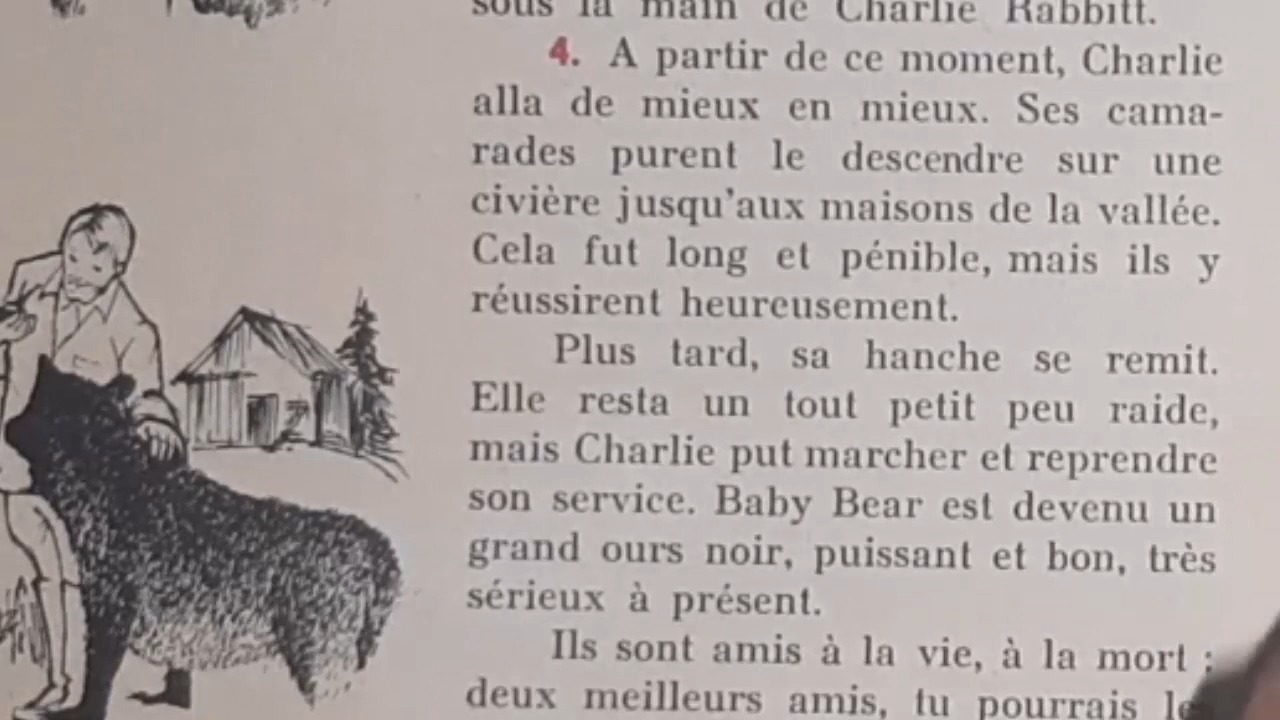 sous la main de Charlie Rabbitt.
4. A partir de ce moment, Charlie
alla de mieux en mieux. Ses cama-
rades purent le descendre sur une
civière jusqu'aux maisons de la vallée.
Cela fut long et pénible, mais ils y
réussirent heureusement.
Plus tard, sa hanche se remit.
Elle resta un tout petit peu raide,
mais Charlie put marcher et reprendre
son service. Baby Bear est devenu un
grand ours noir, puissant et bon, très
sérieux à présent.
Ils sont amis à la vie, à la mort :
deux meilleurs amis, tu pourrais